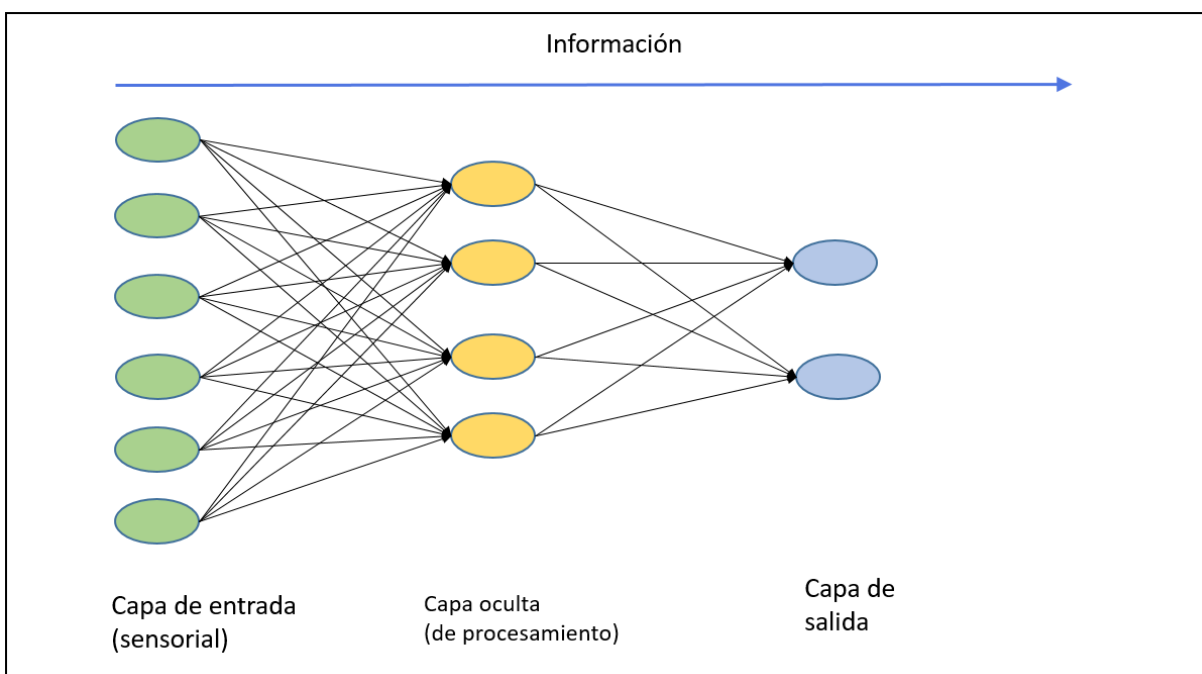 Información
Capa de entrada
(sensorial)
Capa oculta
(de procesamiento)
Capa de
salida